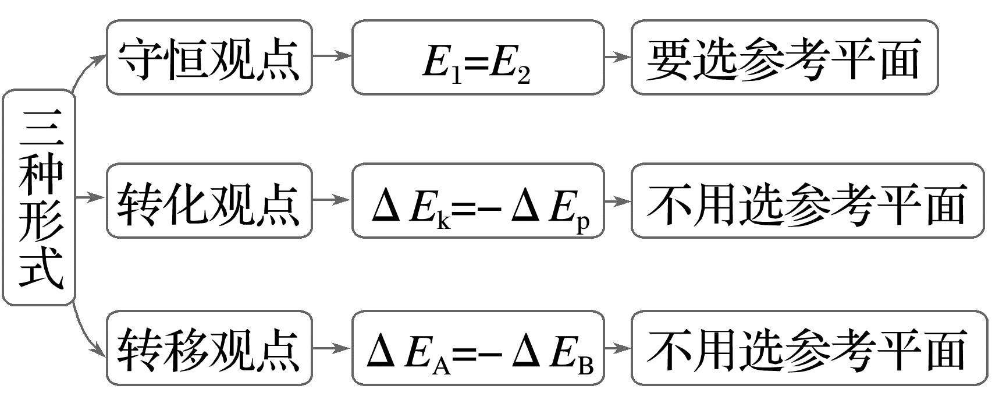 三种形式
守恒观点
E₁=E₂
要选参考平面
转化观点
ΔEₖ=−ΔEₚ
不用选参考平面
转移观点
ΔE_A=−ΔE_B
不用选参考平面